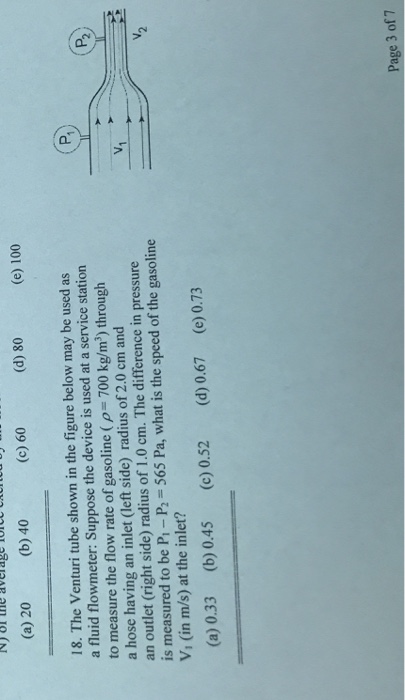 (a) 20 (b) 40 (c) 60 (d) 80 (e) 100
18. The Venturi tube shown in the figure below may be used as
a fluid flowmeter: Suppose the device is used at a service station
to measure the flow rate of gasoline ( ρ = 700 kg/m³) through
a hose having an inlet (left side) radius of 2.0 cm and
an outlet (right side) radius of 1.0 cm. The difference in pressure
is measured to be P₁ – P₂ = 565 Pa, what is the speed of the gasoline
V₁ (in m/s) at the inlet?
(a) 0.33 (b) 0.45 (c) 0.52 (d) 0.67 (e) 0.73
P₁
P₂
V₁
V₂
Page 3 of 7